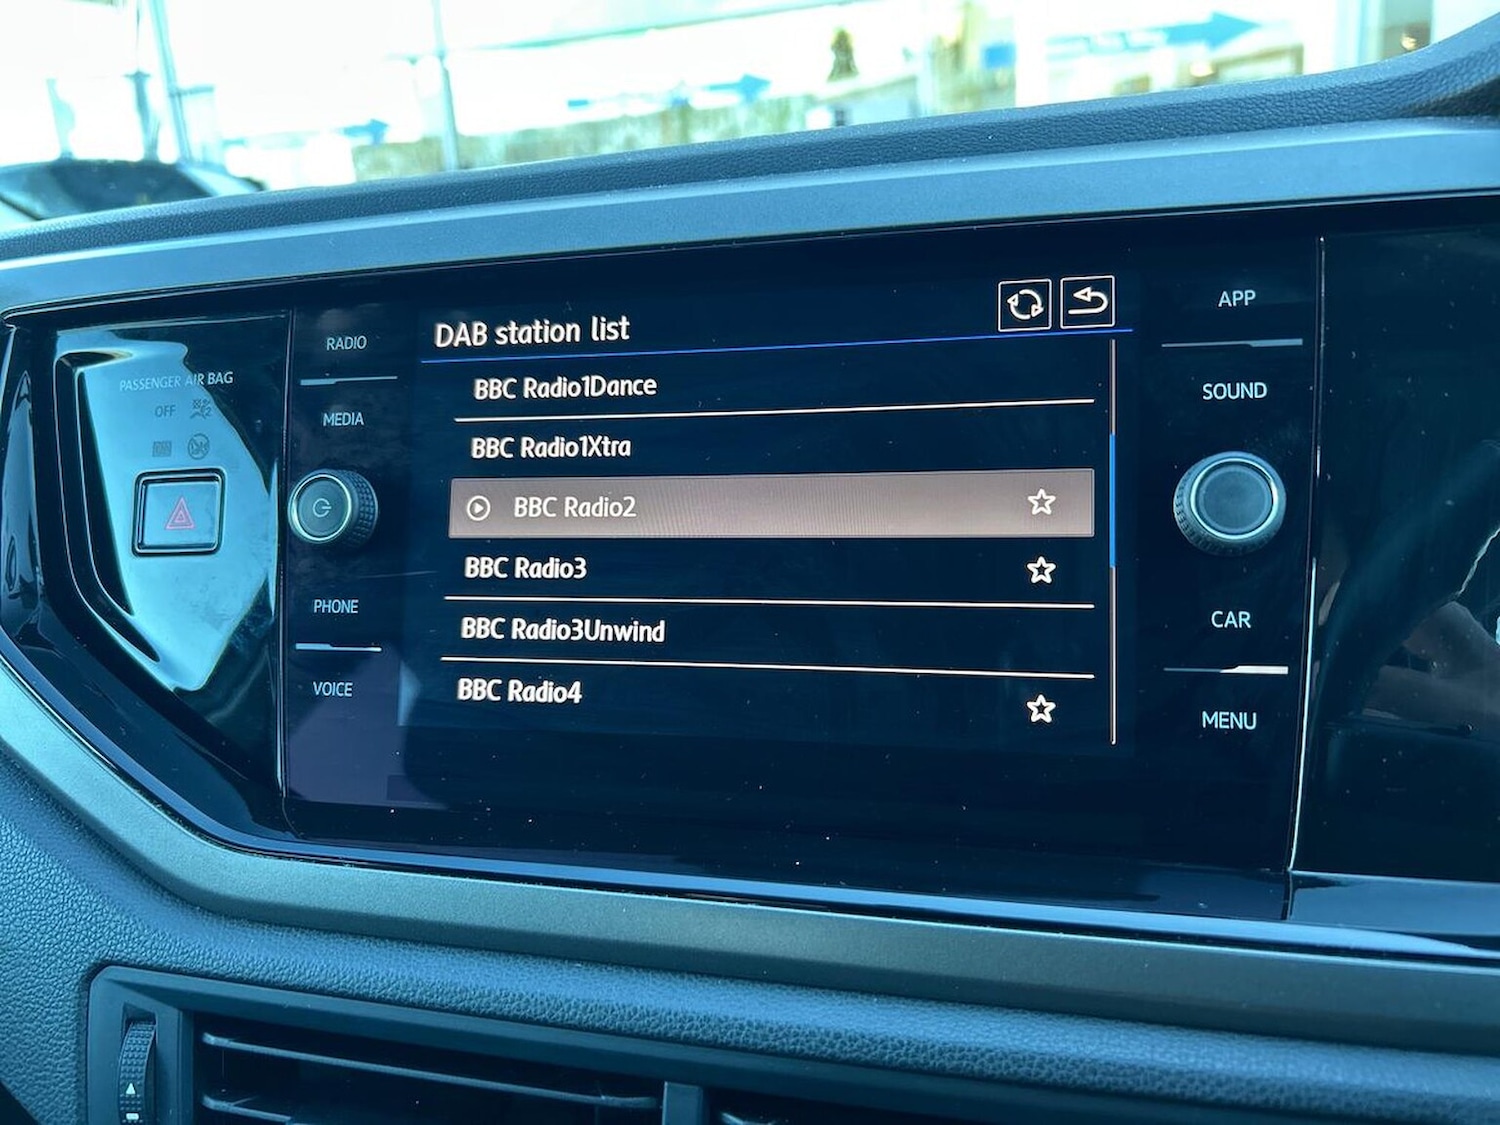 PASSENGER AIR BAG
OFF
RADIO
MEDIA
PHONE
VOICE
DAB station list
BBC Radio1Dance
BBC Radio1Xtra
BBC Radio2
BBC Radio3
BBC Radio3Unwind
BBC Radio4
APP
SOUND
CAR
MENU